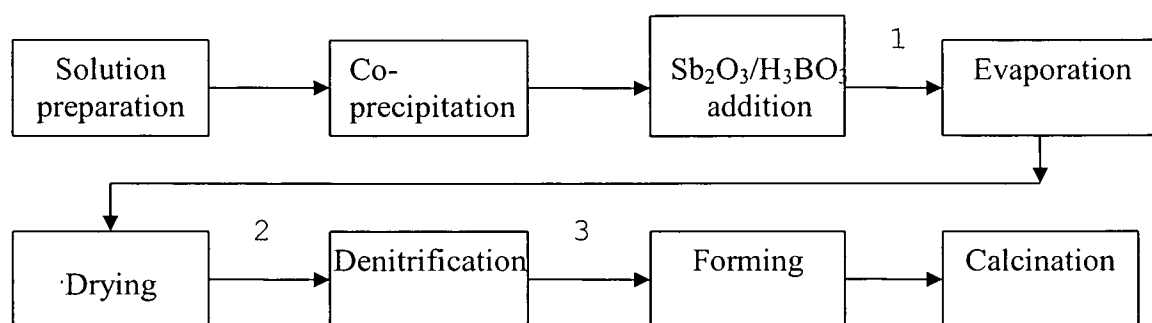 Solution
preparation
Co-
precipitation
Sb₂O₃/H₃BO₃
addition
1
Evaporation
Drying
2
Denitrification
3
Forming
Calcination